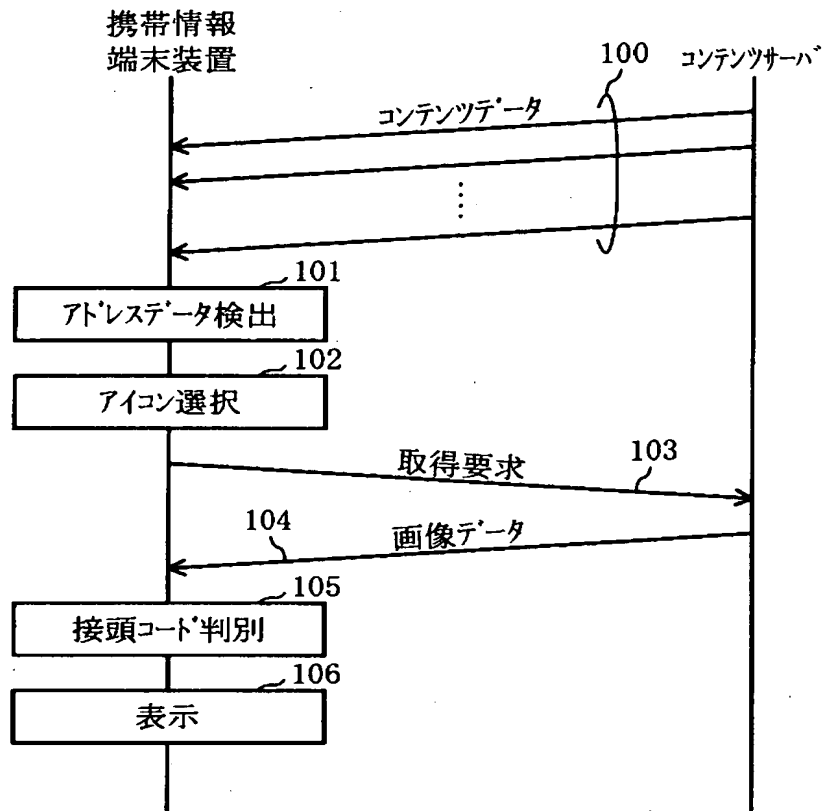 携帯情報
端末装置
コンテンツサーバ
100
コンテンツデータ
101
アドレスデータ検出
102
アイコン選択
取得要求
103
104
画像データ
105
接頭コード判別
106
表示